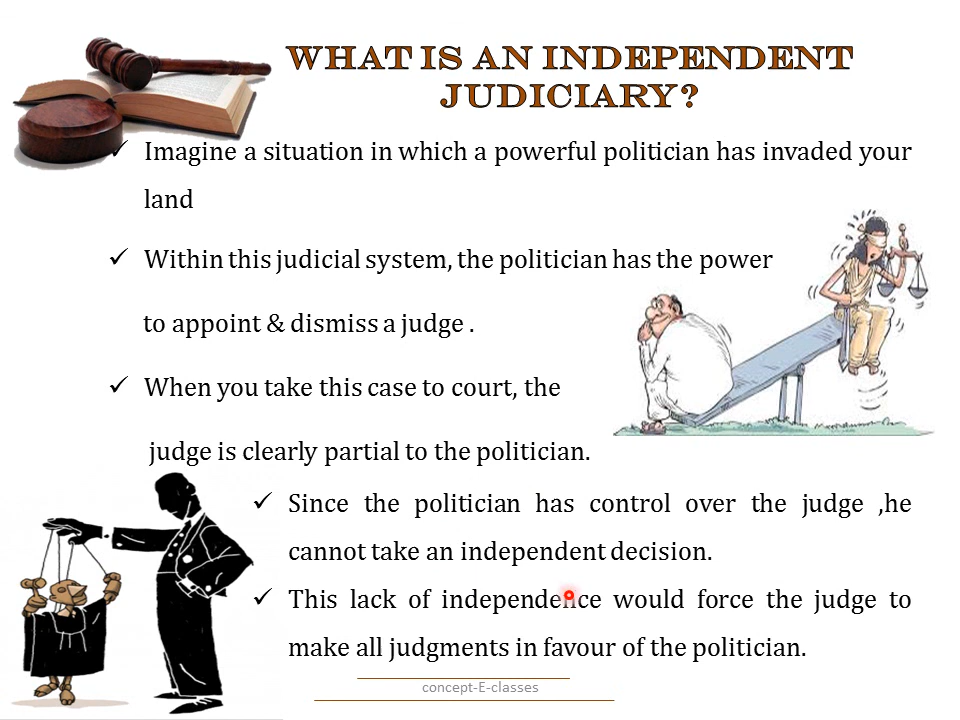 WHAT IS AN INDEPENDENT
JUDICIARY?
✓ Imagine a situation in which a powerful politician has invaded your
land
✓ Within this judicial system, the politician has the power
to appoint & dismiss a judge .
✓ When you take this case to court, the
judge is clearly partial to the politician.
✓ Since the politician has control over the judge ,he
cannot take an independent decision.
✓ This lack of independence would force the judge to
make all judgments in favour of the politician.
concept-E-classes